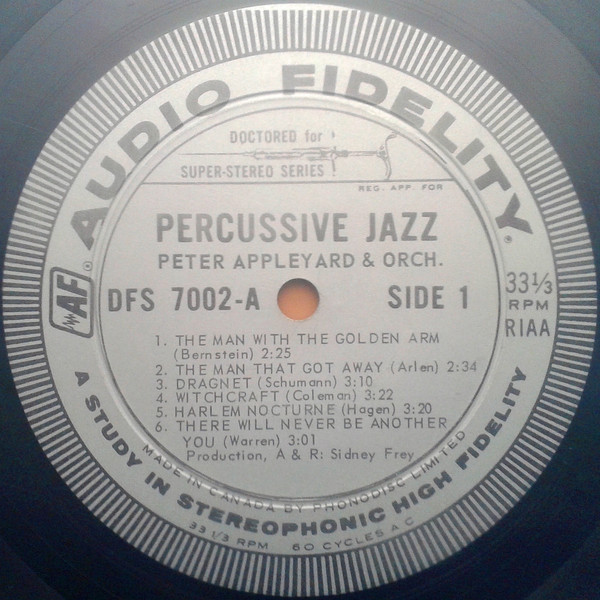 AUDIO FIDELITY®
DOCTORED for
SUPER-STEREO SERIES
REG. APP. FOR
PERCUSSIVE JAZZ
PETER APPLEYARD & ORCH.
AF®
DFS 7002-A
SIDE 1
33⅓
RPM
RIAA
1. THE MAN WITH THE GOLDEN ARM
(Bernstein) 2:25
2. THE MAN THAT GOT AWAY (Arlen) 2:34
3. DRAGNET (Schumann) 3:10
4. WITCHCRAFT (Coleman) 3:22
5. HARLEM NOCTURNE (Hagen) 3:20
6. THERE WILL NEVER BE ANOTHER
YOU (Warren) 3:01
Production, A & R: Sidney Frey
MADE IN CANADA BY PHONODISC LIMITED
A STUDY IN STEREOPHONIC HIGH FIDELITY
33 1/3 RPM 60 CYCLES A C